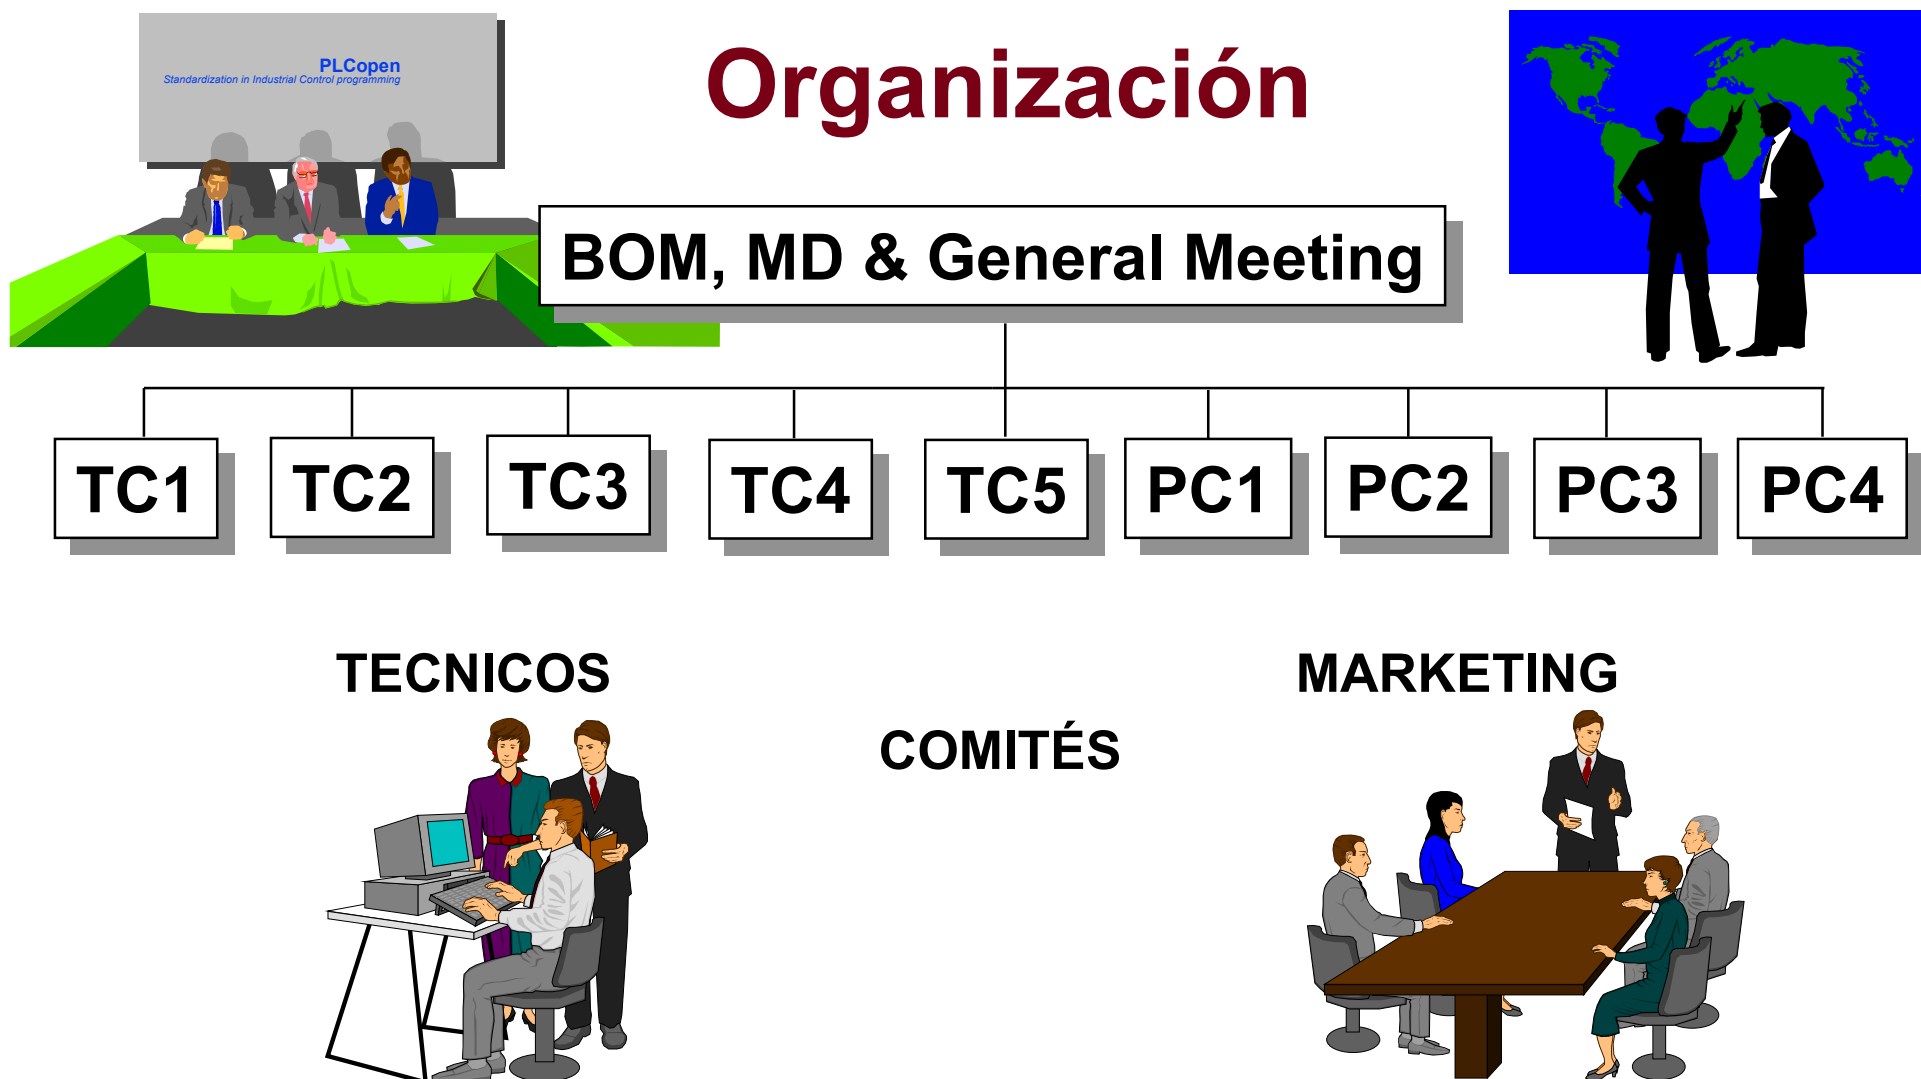 PLCopen
Standardization in Industrial Control programming
Organización
BOM, MD & General Meeting
TC1 TC2 TC3 TC4 TC5 PC1 PC2 PC3 PC4
TECNICOS MARKETING
COMITÉS